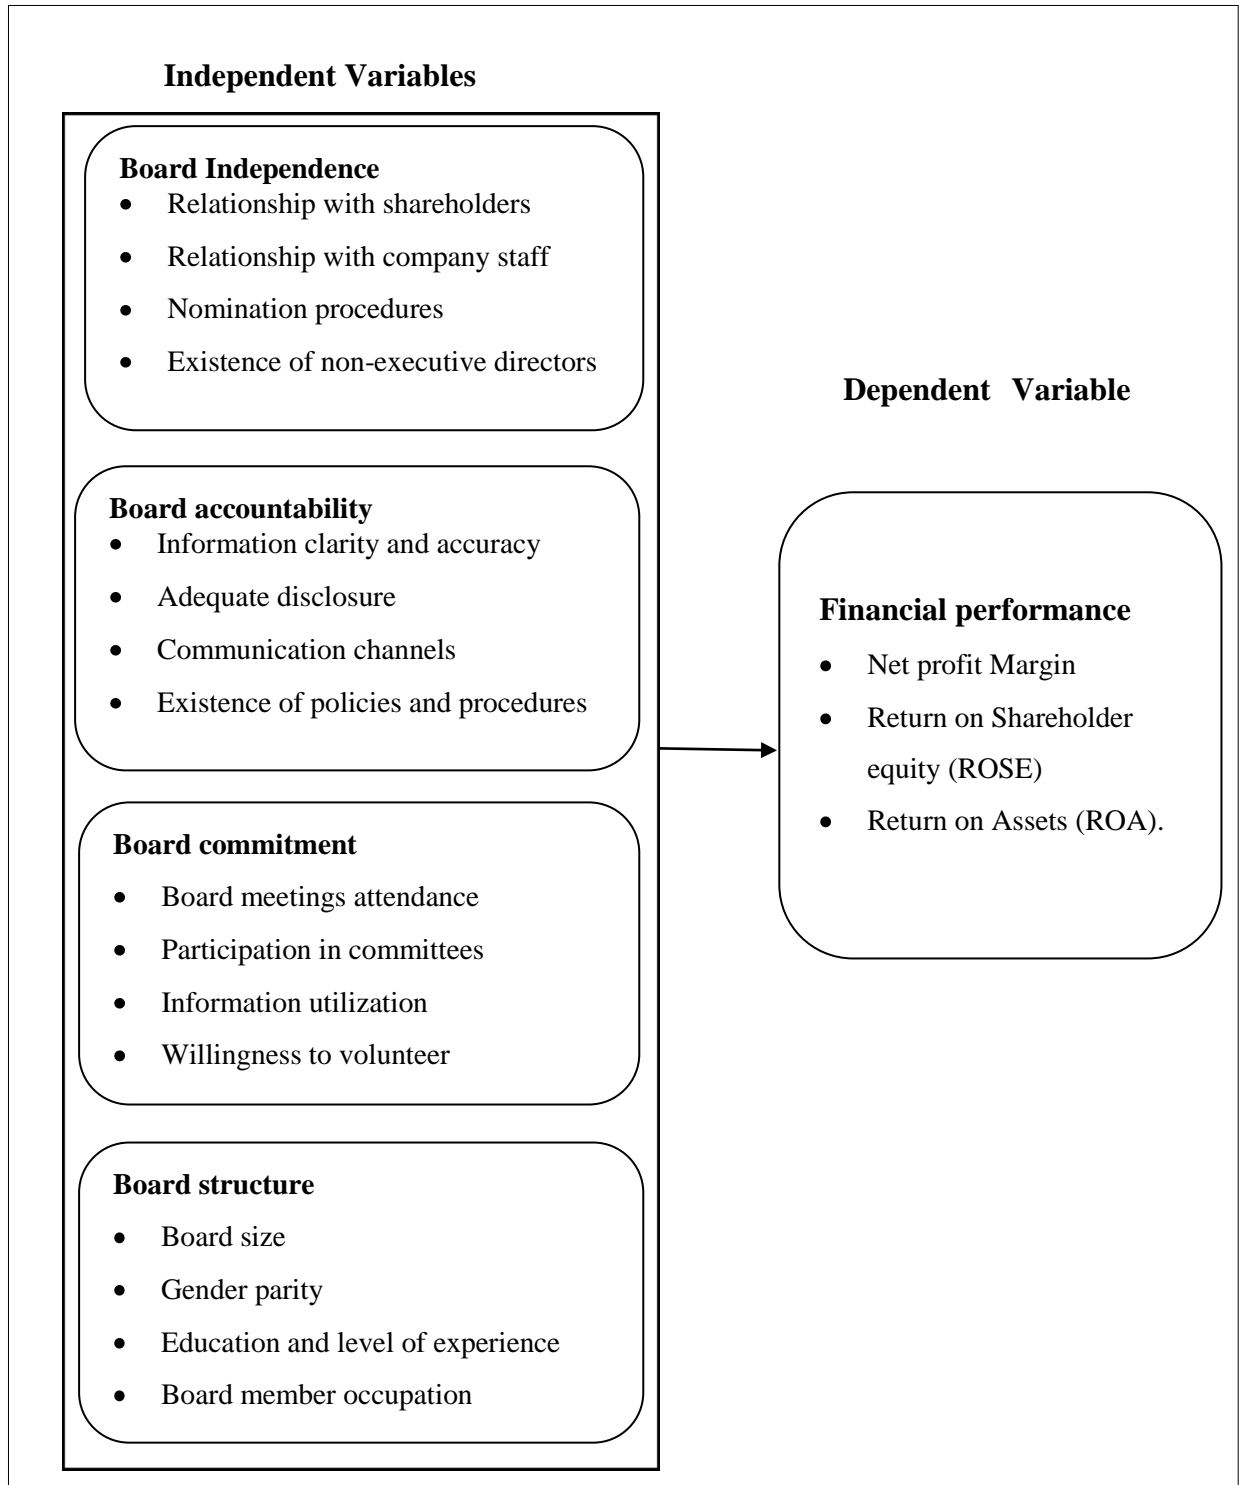 Independent Variables
Board Independence
• Relationship with shareholders
• Relationship with company staff
• Nomination procedures
• Existence of non-executive directors
Board accountability
• Information clarity and accuracy
• Adequate disclosure
• Communication channels
• Existence of policies and procedures
Board commitment
• Board meetings attendance
• Participation in committees
• Information utilization
• Willingness to volunteer
Board structure
• Board size
• Gender parity
• Education and level of experience
• Board member occupation
Dependent Variable
Financial performance
• Net profit Margin
• Return on Shareholder
equity (ROSE)
• Return on Assets (ROA).